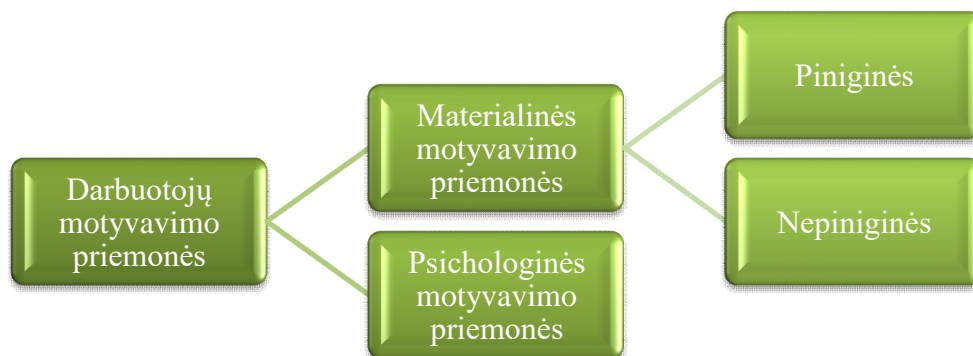 Darbuotojų
motyvavimo
priemonės
Materialinės
motyvavimo
priemonės
Psichologinės
motyvavimo
priemonės
Piniginės
Nepiniginės